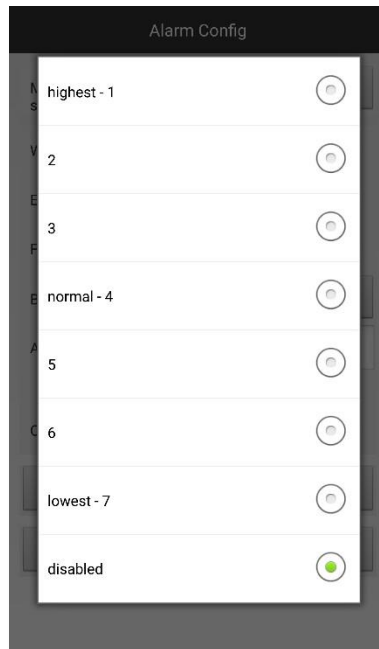 Alarm Config
highest - 1
2
3
normal - 4
5
6
lowest - 7
disabled